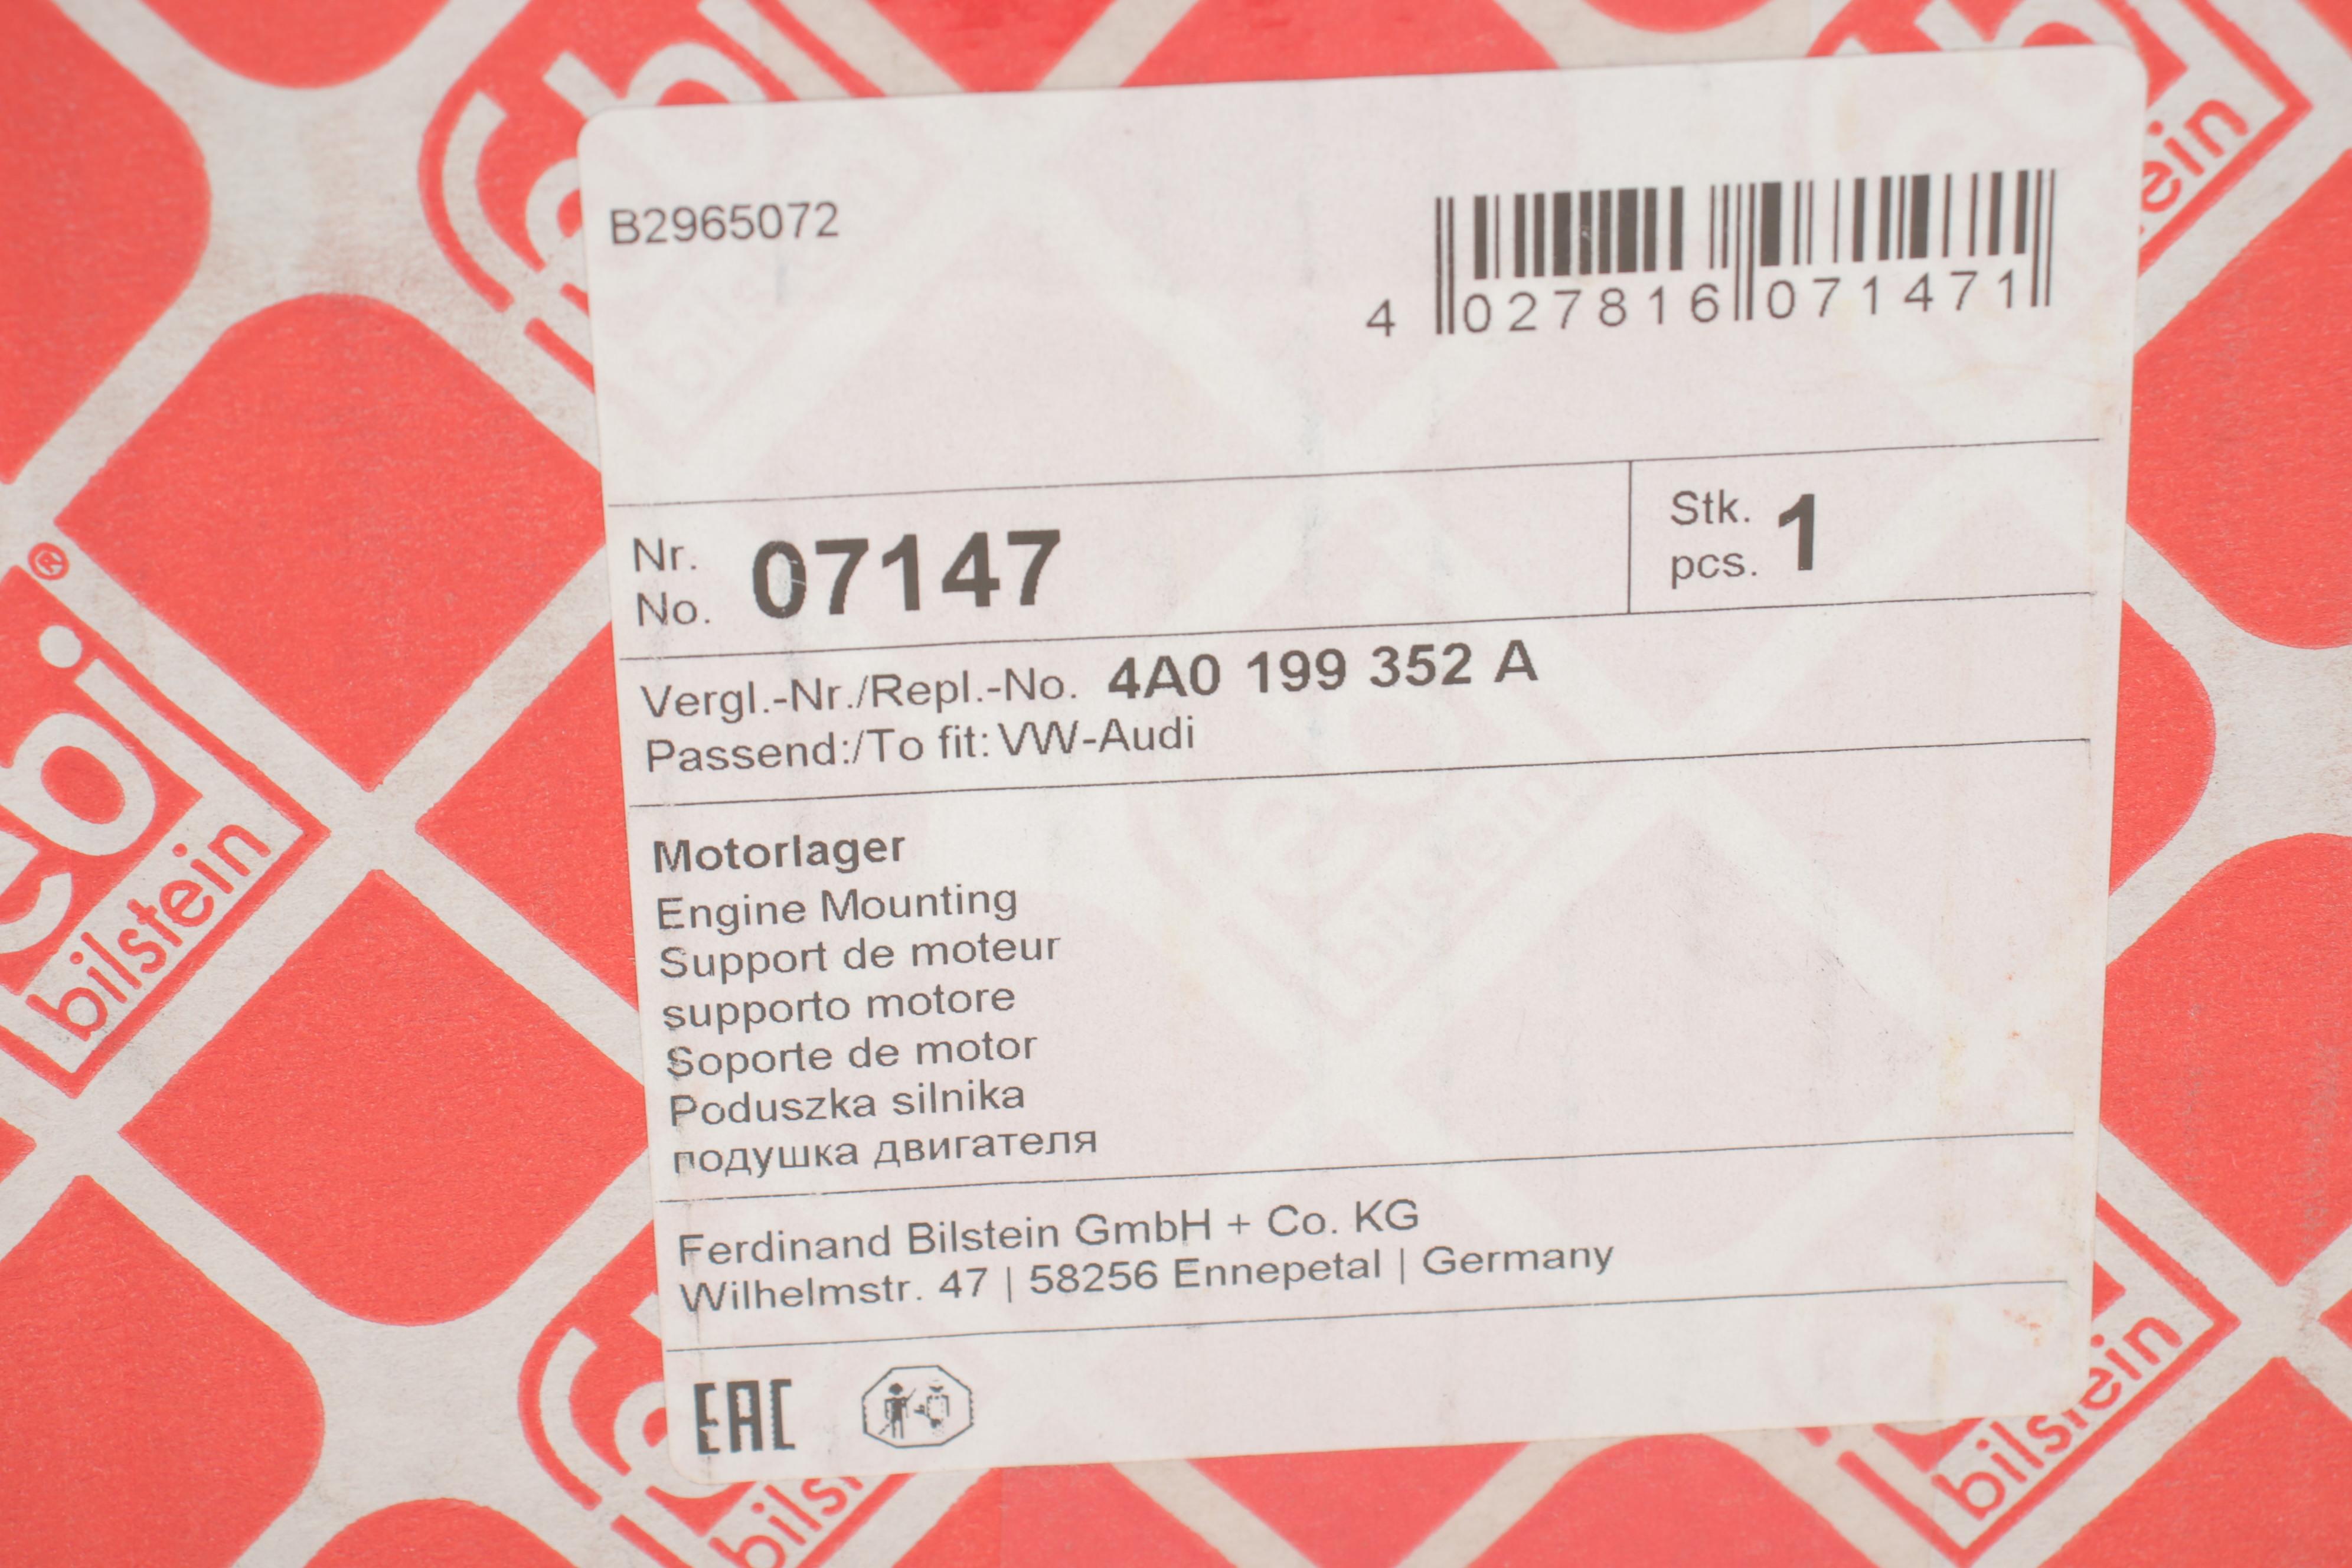 B2965072
4 027816 071471
Nr.
No. 07147
Stk.
pcs. 1
Vergl.-Nr./Repl.-No. 4A0 199 352 A
Passend:/To fit: VW-Audi
Motorlager
Engine Mounting
Support de moteur
supporto motore
Soporte de motor
Poduszka silnika
подушка двигателя
Ferdinand Bilstein GmbH + Co. KG
Wilhelmstr. 47 | 58256 Ennepetal | Germany
EAC
ebi®
bilstein
bilstein